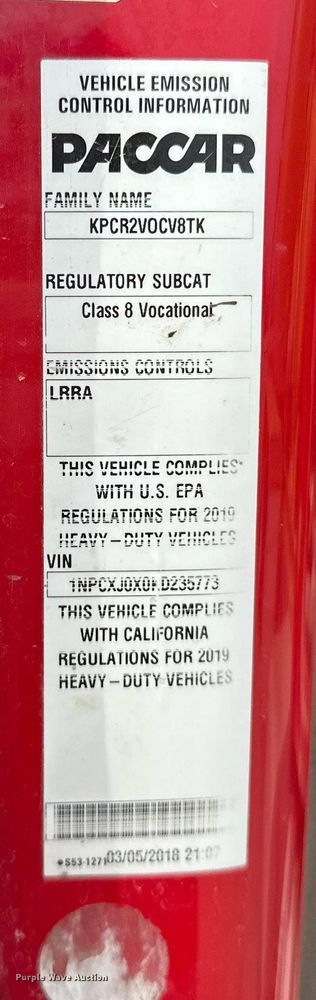 VEHICLE EMISSION
CONTROL INFORMATION
PACCAR
FAMILY NAME
KPCR2VOCV8TK
REGULATORY SUBCAT
Class 8 Vocational
EMISSIONS CONTROLS
LRRA
THIS VEHICLE COMPLIES
WITH U.S. EPA
REGULATIONS FOR 2019
HEAVY-DUTY VEHICLES
VIN
THIS VEHICLE COMPLIES
WITH CALIFORNIA
REGULATIONS FOR 2019
HEAVY-DUTY VEHICLES
S53-1271 03/05/2018 21:07
Purple Wave Auction